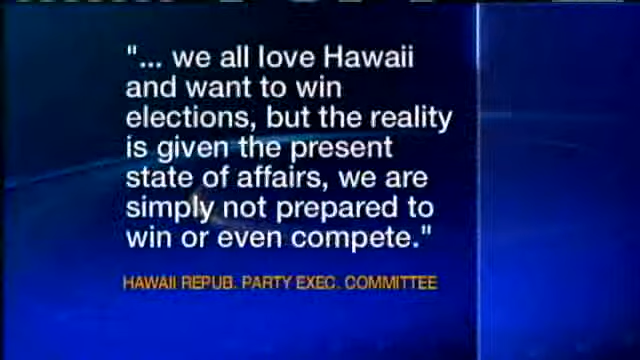 "... we all love Hawaii
and want to win
elections, but the reality
is given the present
state of affairs, we are
simply not prepared to
win or even compete."
HAWAII REPUB. PARTY EXEC. COMMITTEE